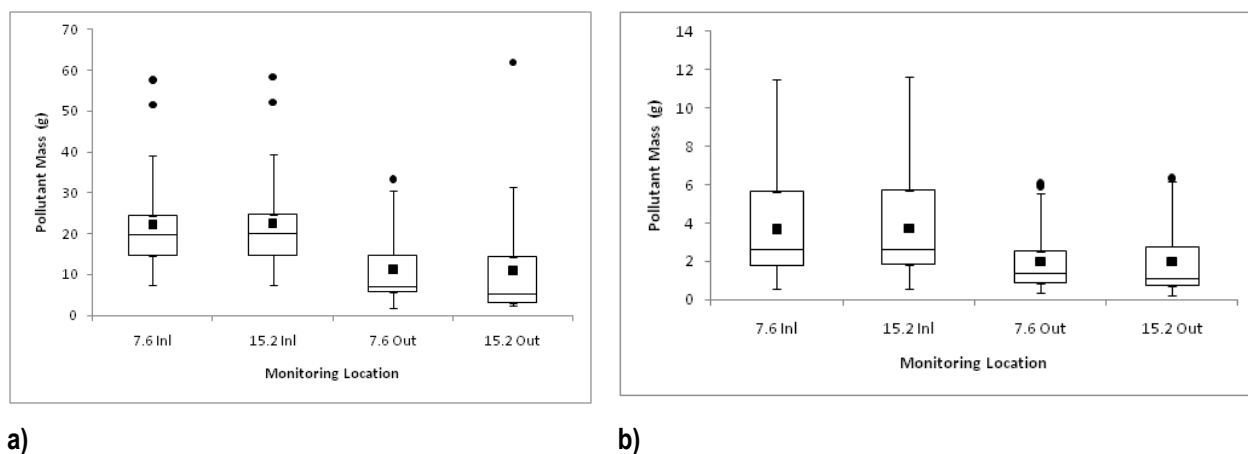 70
60
50
40
30
20
10
0
Pollutant Mass (g)
7.6 Inl 15.2 Inl 7.6 Out 15.2 Out
Monitoring Location
a)
14
12
10
8
6
4
2
0
Pollutant Mass (g)
7.6 Inl 15.2 Inl 7.6 Out 15.2 Out
Monitoring Location
b)